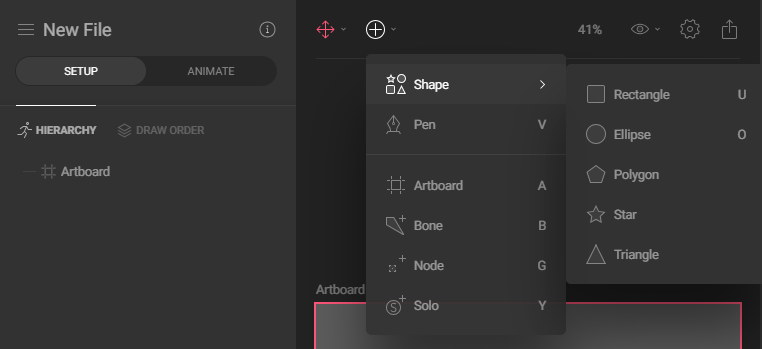 New File
41%
SETUP
ANIMATE
HIERARCHY
DRAW ORDER
Artboard
Shape
Pen V
Artboard A
Bone B
Node G
Solo Y
Rectangle U
Ellipse O
Polygon
Star
Triangle
Artboard